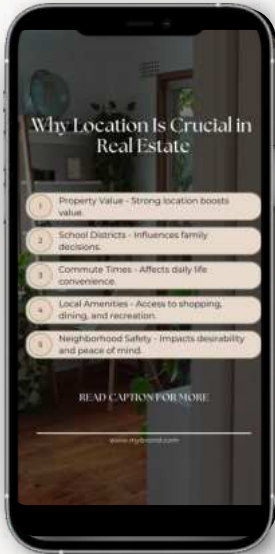 Why Location Is Crucial in
Real Estate
1 Property Value - Strong location boosts
value.
2 School Districts - Influences family
decisions.
3 Commute Times - Affects daily life
convenience.
4 Local Amenities - Access to shopping,
dining, and recreation.
5 Neighborhood Safety - Impacts desirability
and peace of mind.
READ CAPTION FOR MORE
www.mybrand.com